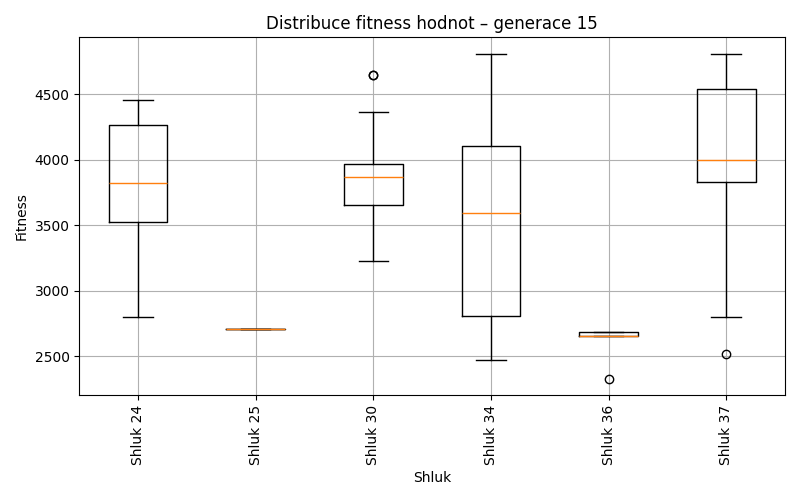 Distribuce fitness hodnot – generace 15
Fitness
4500
4000
3500
3000
2500
Shluk 24
Shluk 25
Shluk 30
Shluk 34
Shluk 36
Shluk 37
Shluk